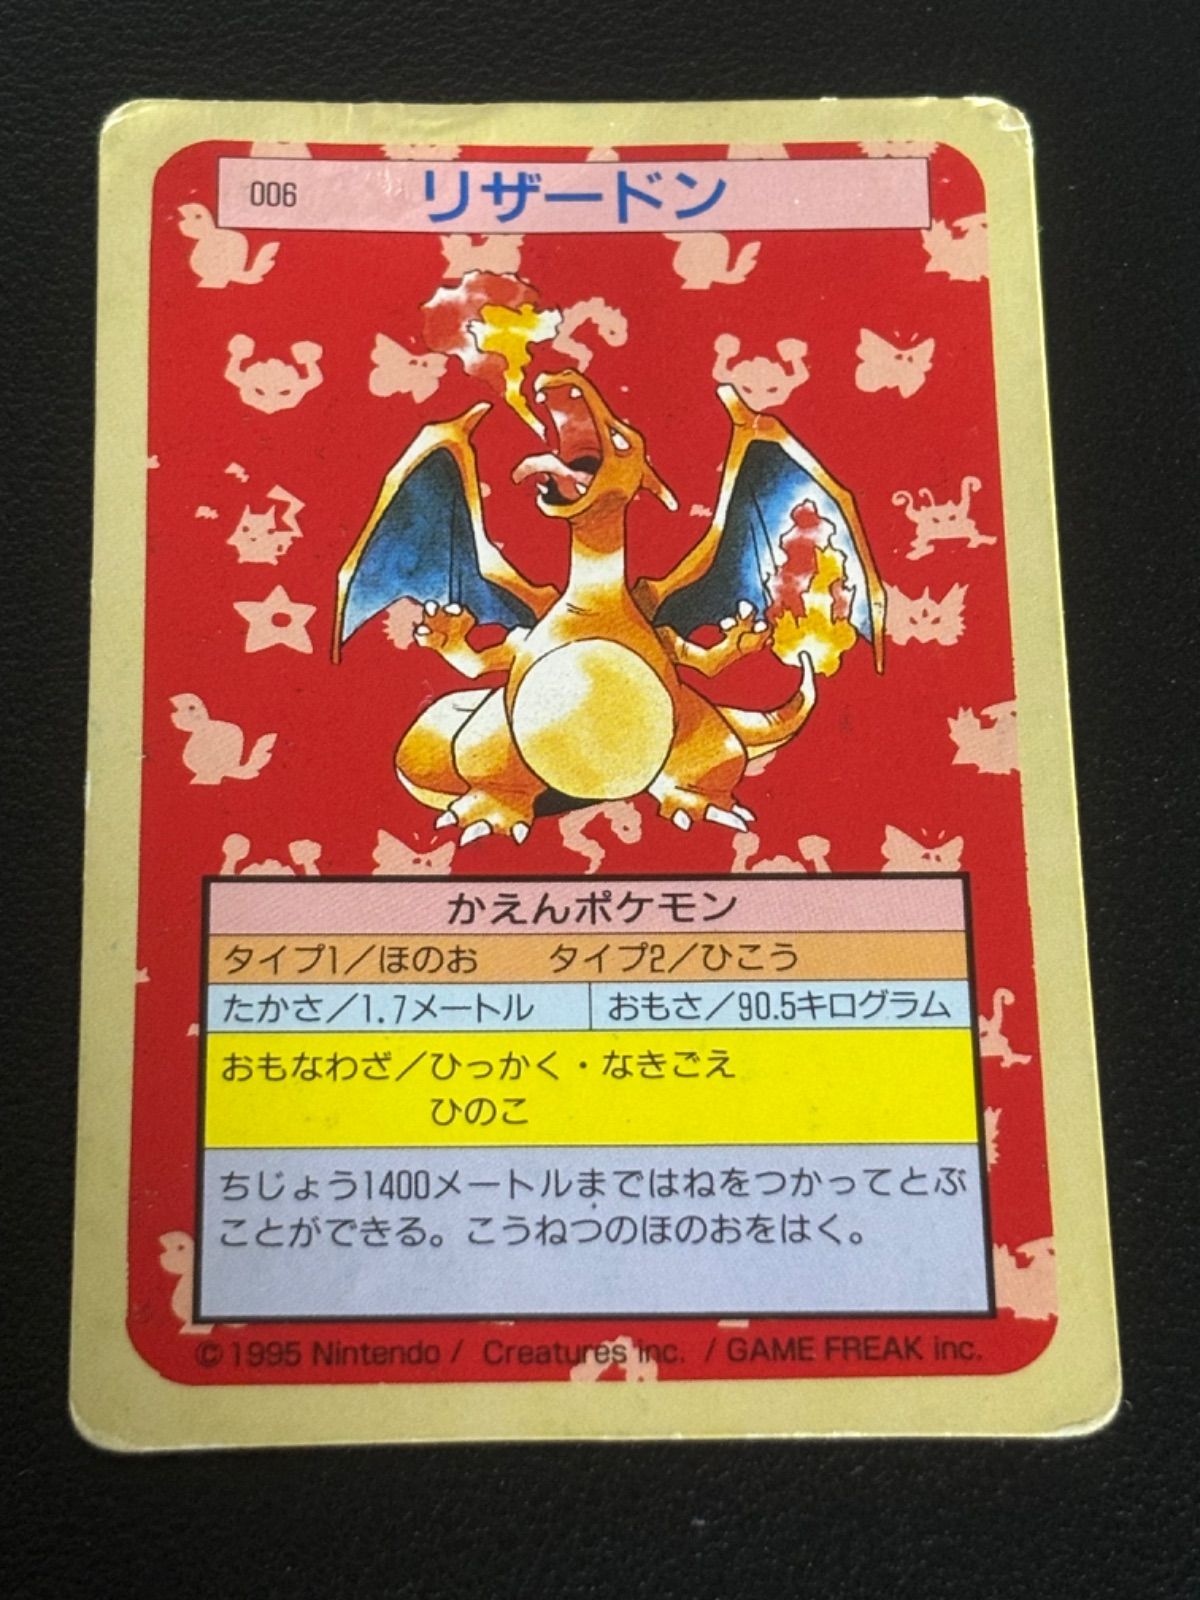 006 リザードン
かえんポケモン
タイプ1／ほのお タイプ2／ひこう
たかさ／1.7メートル おもさ／90.5キログラム
おもなわざ／ひっかく・なきごえ
ひのこ
ちじょう1400メートルまではねをつかってとぶ
ことができる。こうねつのほのおをはく。
© 1995 Nintendo / Creatures inc. / GAME FREAK inc.